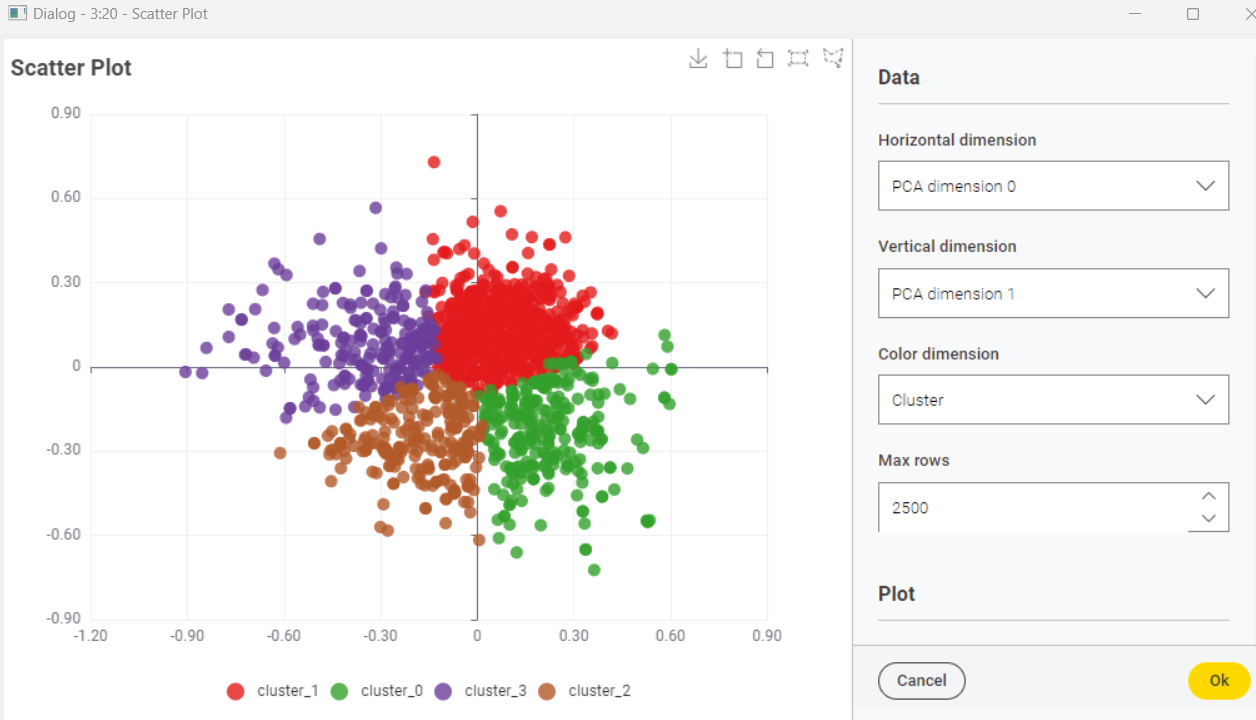 Dialog - 3:20 - Scatter Plot
Scatter Plot
0.90
0.60
0.30
0
-0.30
-0.60
-0.90
-1.20 -0.90 -0.60 -0.30 0 0.30 0.60 0.90
cluster_1 cluster_0 cluster_3 cluster_2
Data
Horizontal dimension
PCA dimension 0
Vertical dimension
PCA dimension 1
Color dimension
Cluster
Max rows
2500
Plot
Cancel Ok